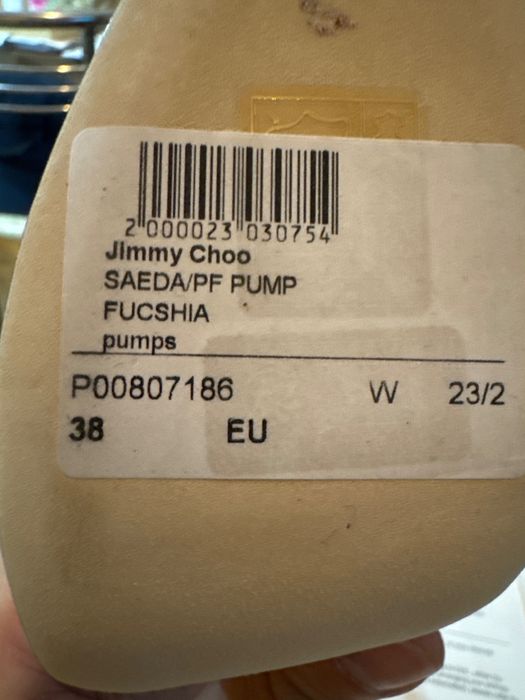 2 000023 030754
Jimmy Choo
SAEDA/PF PUMP
FUCSHIA
pumps
P00807186 W 23/2
38 EU